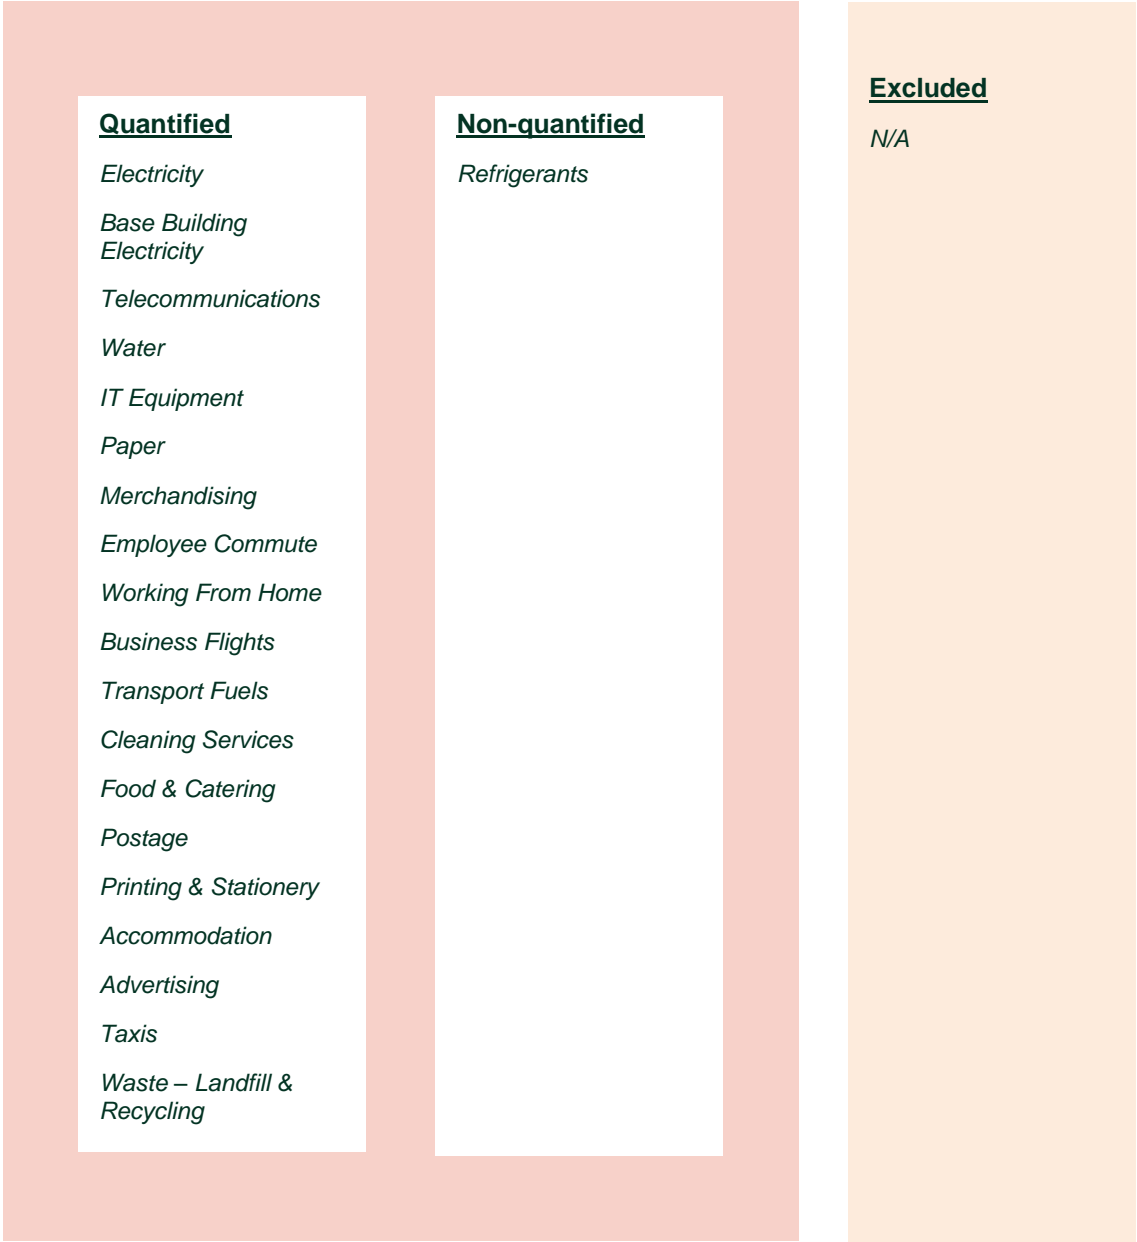 Quantified
Electricity
Base Building
Electricity
Telecommunications
Water
IT Equipment
Paper
Merchandising
Employee Commute
Working From Home
Business Flights
Transport Fuels
Cleaning Services
Food & Catering
Postage
Printing & Stationery
Accommodation
Advertising
Taxis
Waste – Landfill &
Recycling
Non-quantified
Refrigerants
Excluded
N/A